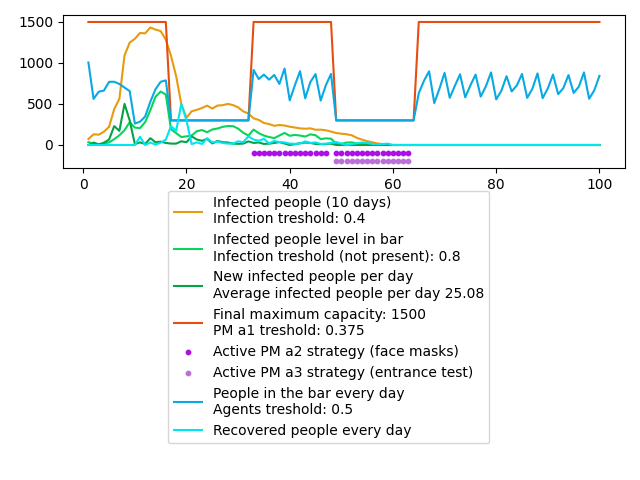 1500
1000
500
0
0
20
40
60
80
100
Infected people (10 days)
Infection treshold: 0.4
Infected people level in bar
Infection treshold (not present): 0.8
New infected people per day
Average infected people per day 25.08
Final maximum capacity: 1500
PM a1 treshold: 0.375
Active PM a2 strategy (face masks)
Active PM a3 strategy (entrance test)
People in the bar every day
Agents treshold: 0.5
Recovered people every day